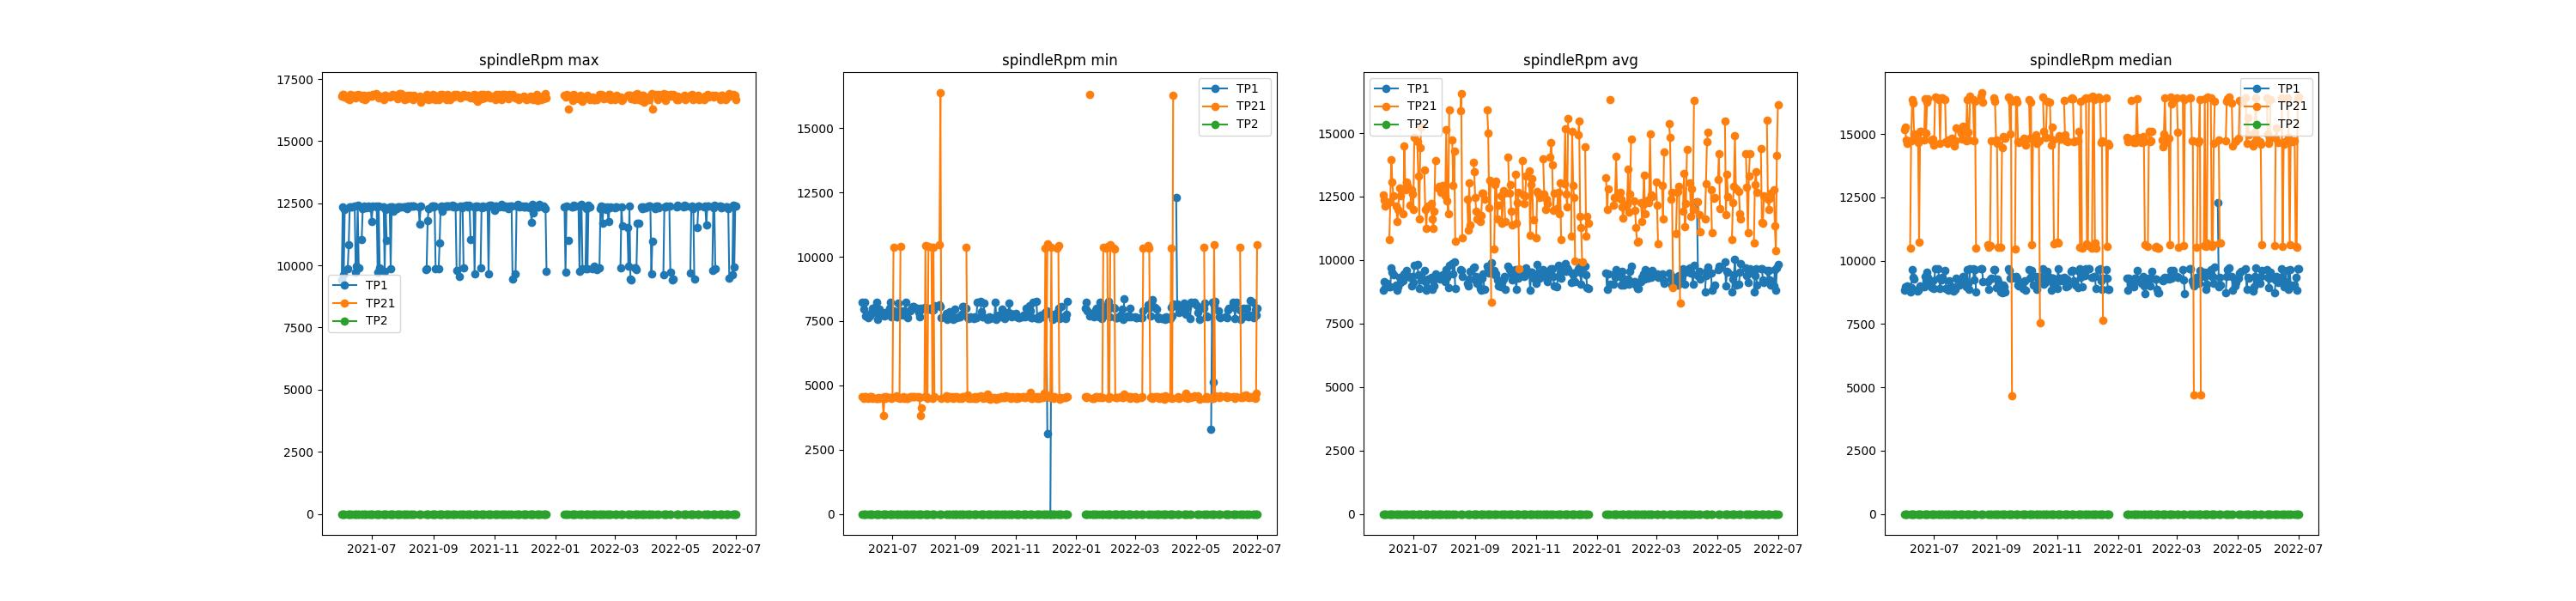 spindleRpm max
17500
15000
12500
10000
7500
5000
2500
0
TP1
TP21
TP2
2021-07 2021-09 2021-11 2022-01 2022-03 2022-05 2022-07
spindleRpm min
15000
12500
10000
7500
5000
2500
0
TP1
TP21
TP2
2021-07 2021-09 2021-11 2022-01 2022-03 2022-05 2022-07
spindleRpm avg
15000
12500
10000
7500
5000
2500
0
TP1
TP21
TP2
2021-07 2021-09 2021-11 2022-01 2022-03 2022-05 2022-07
spindleRpm median
15000
12500
10000
7500
5000
2500
0
TP1
TP21
TP2
2021-07 2021-09 2021-11 2022-01 2022-03 2022-05 2022-07